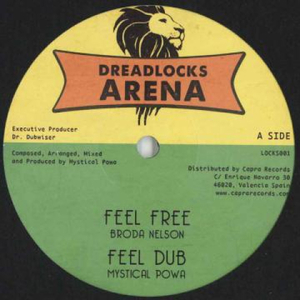 DREADLOCKS
ARENA
Executive Producer
Dr. Dubwiser
A SIDE
Composed, Arranged, Mixed
and Produced by Mystical Powa
LOCKS001
Distributed by Capro Records
C/ Enrique Navarro 30
46020, Valencia Spain
www.caprorecords.com
FEEL FREE
BRODA NELSON
FEEL DUB
MYSTICAL POWA